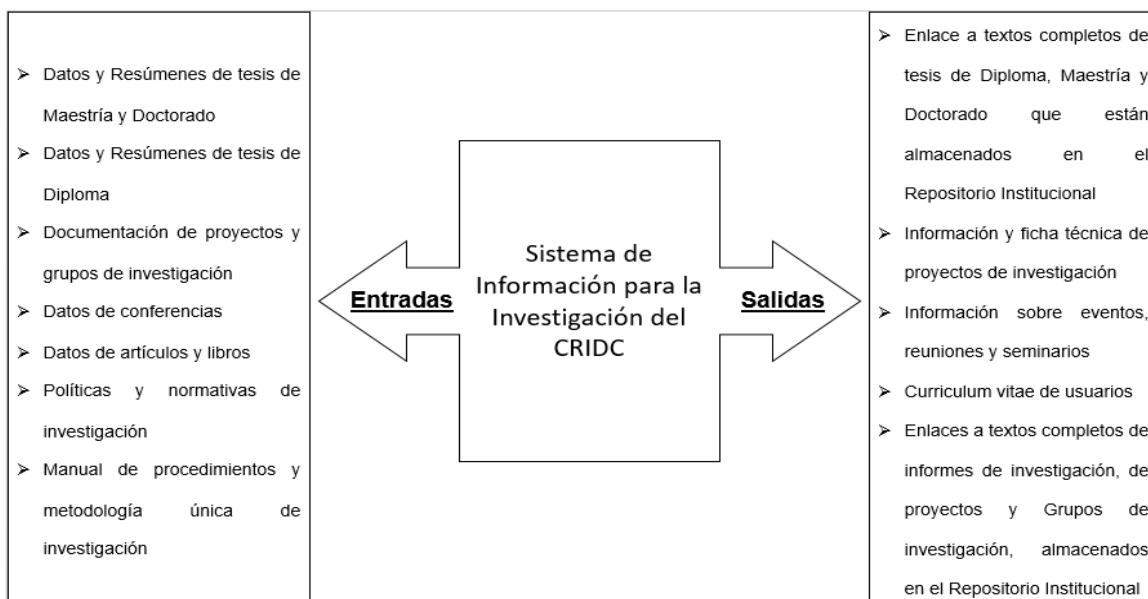 ➢ Datos y Resúmenes de tesis de
Maestría y Doctorado
➢ Datos y Resúmenes de tesis de
Diploma
➢ Documentación de proyectos y
grupos de investigación
➢ Datos de conferencias
➢ Datos de artículos y libros
➢ Políticas y normativas de
investigación
➢ Manual de procedimientos y
metodología única de
investigación
Entradas
Sistema de
Información para la
Investigación del
CRIDC
Salidas
➢ Enlace a textos completos de
tesis de Diploma, Maestría y
Doctorado que están
almacenados en el
Repositorio Institucional
➢ Información y ficha técnica de
proyectos de investigación
➢ Información sobre eventos,
reuniones y seminarios
➢ Curriculum vitae de usuarios
➢ Enlaces a textos completos de
informes de investigación, de
proyectos y Grupos de
investigación, almacenados
en el Repositorio Institucional